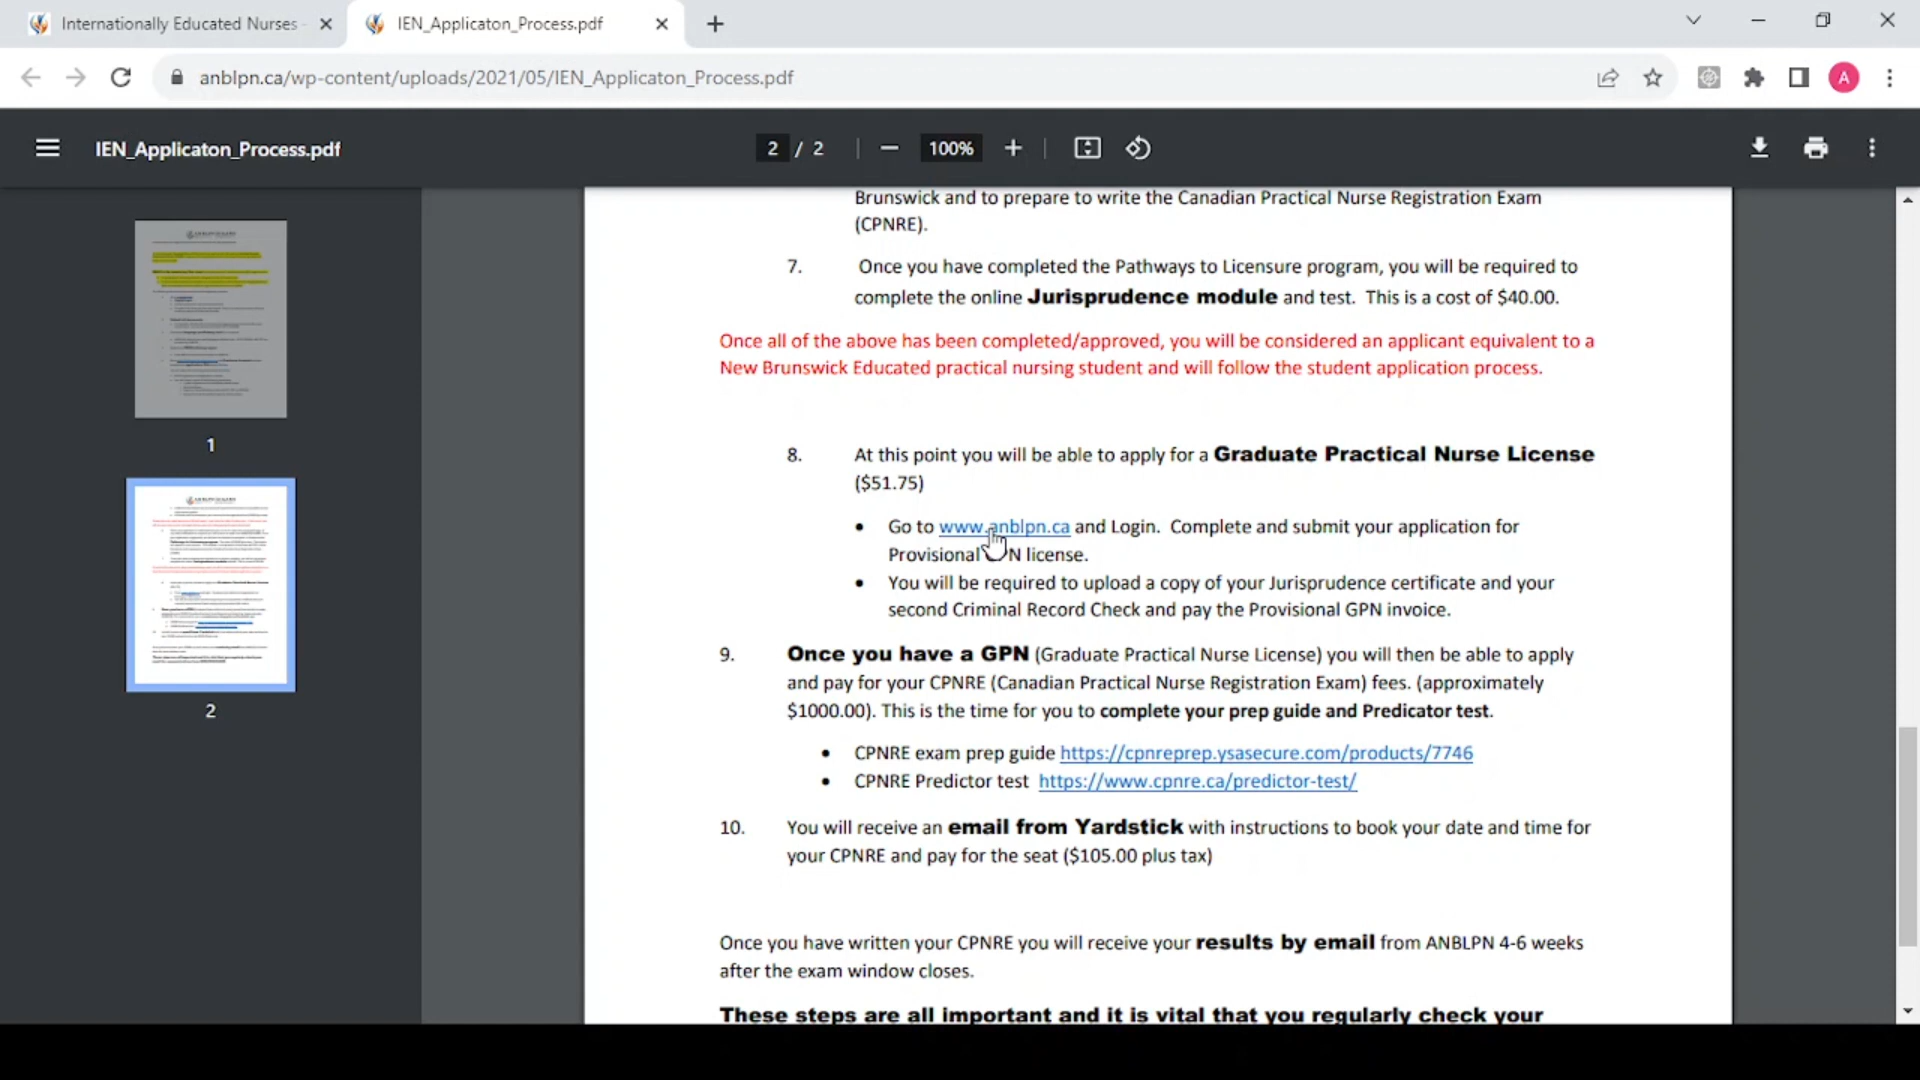 Internationally Educated Nurses -
IEN_Applicaton_Process.pdf
anblpn.ca/wp-content/uploads/2021/05/IEN_Applicaton_Process.pdf
A
IEN_Applicaton_Process.pdf
2 / 2
100%
1
2
Brunswick and to prepare to write the Canadian Practical Nurse Registration Exam
(CPNRE).
7. Once you have completed the Pathways to Licensure program, you will be required to
complete the online Jurisprudence module and test. This is a cost of $40.00.
Once all of the above has been completed/approved, you will be considered an applicant equivalent to a
New Brunswick Educated practical nursing student and will follow the student application process.
8. At this point you will be able to apply for a Graduate Practical Nurse License
($51.75)
• Go to www.anblpn.ca and Login. Complete and submit your application for
Provisional GPN license.
• You will be required to upload a copy of your Jurisprudence certificate and your
second Criminal Record Check and pay the Provisional GPN invoice.
9. Once you have a GPN (Graduate Practical Nurse License) you will then be able to apply
and pay for your CPNRE (Canadian Practical Nurse Registration Exam) fees. (approximately
$1000.00). This is the time for you to complete your prep guide and Predicator test.
• CPNRE exam prep guide https://cpnreprep.ysasecure.com/products/7746
• CPNRE Predictor test https://www.cpnre.ca/predictor-test/
10. You will receive an email from Yardstick with instructions to book your date and time for
your CPNRE and pay for the seat ($105.00 plus tax)
Once you have written your CPNRE you will receive your results by email from ANBLPN 4-6 weeks
after the exam window closes.
These steps are all important and it is vital that you regularly check your